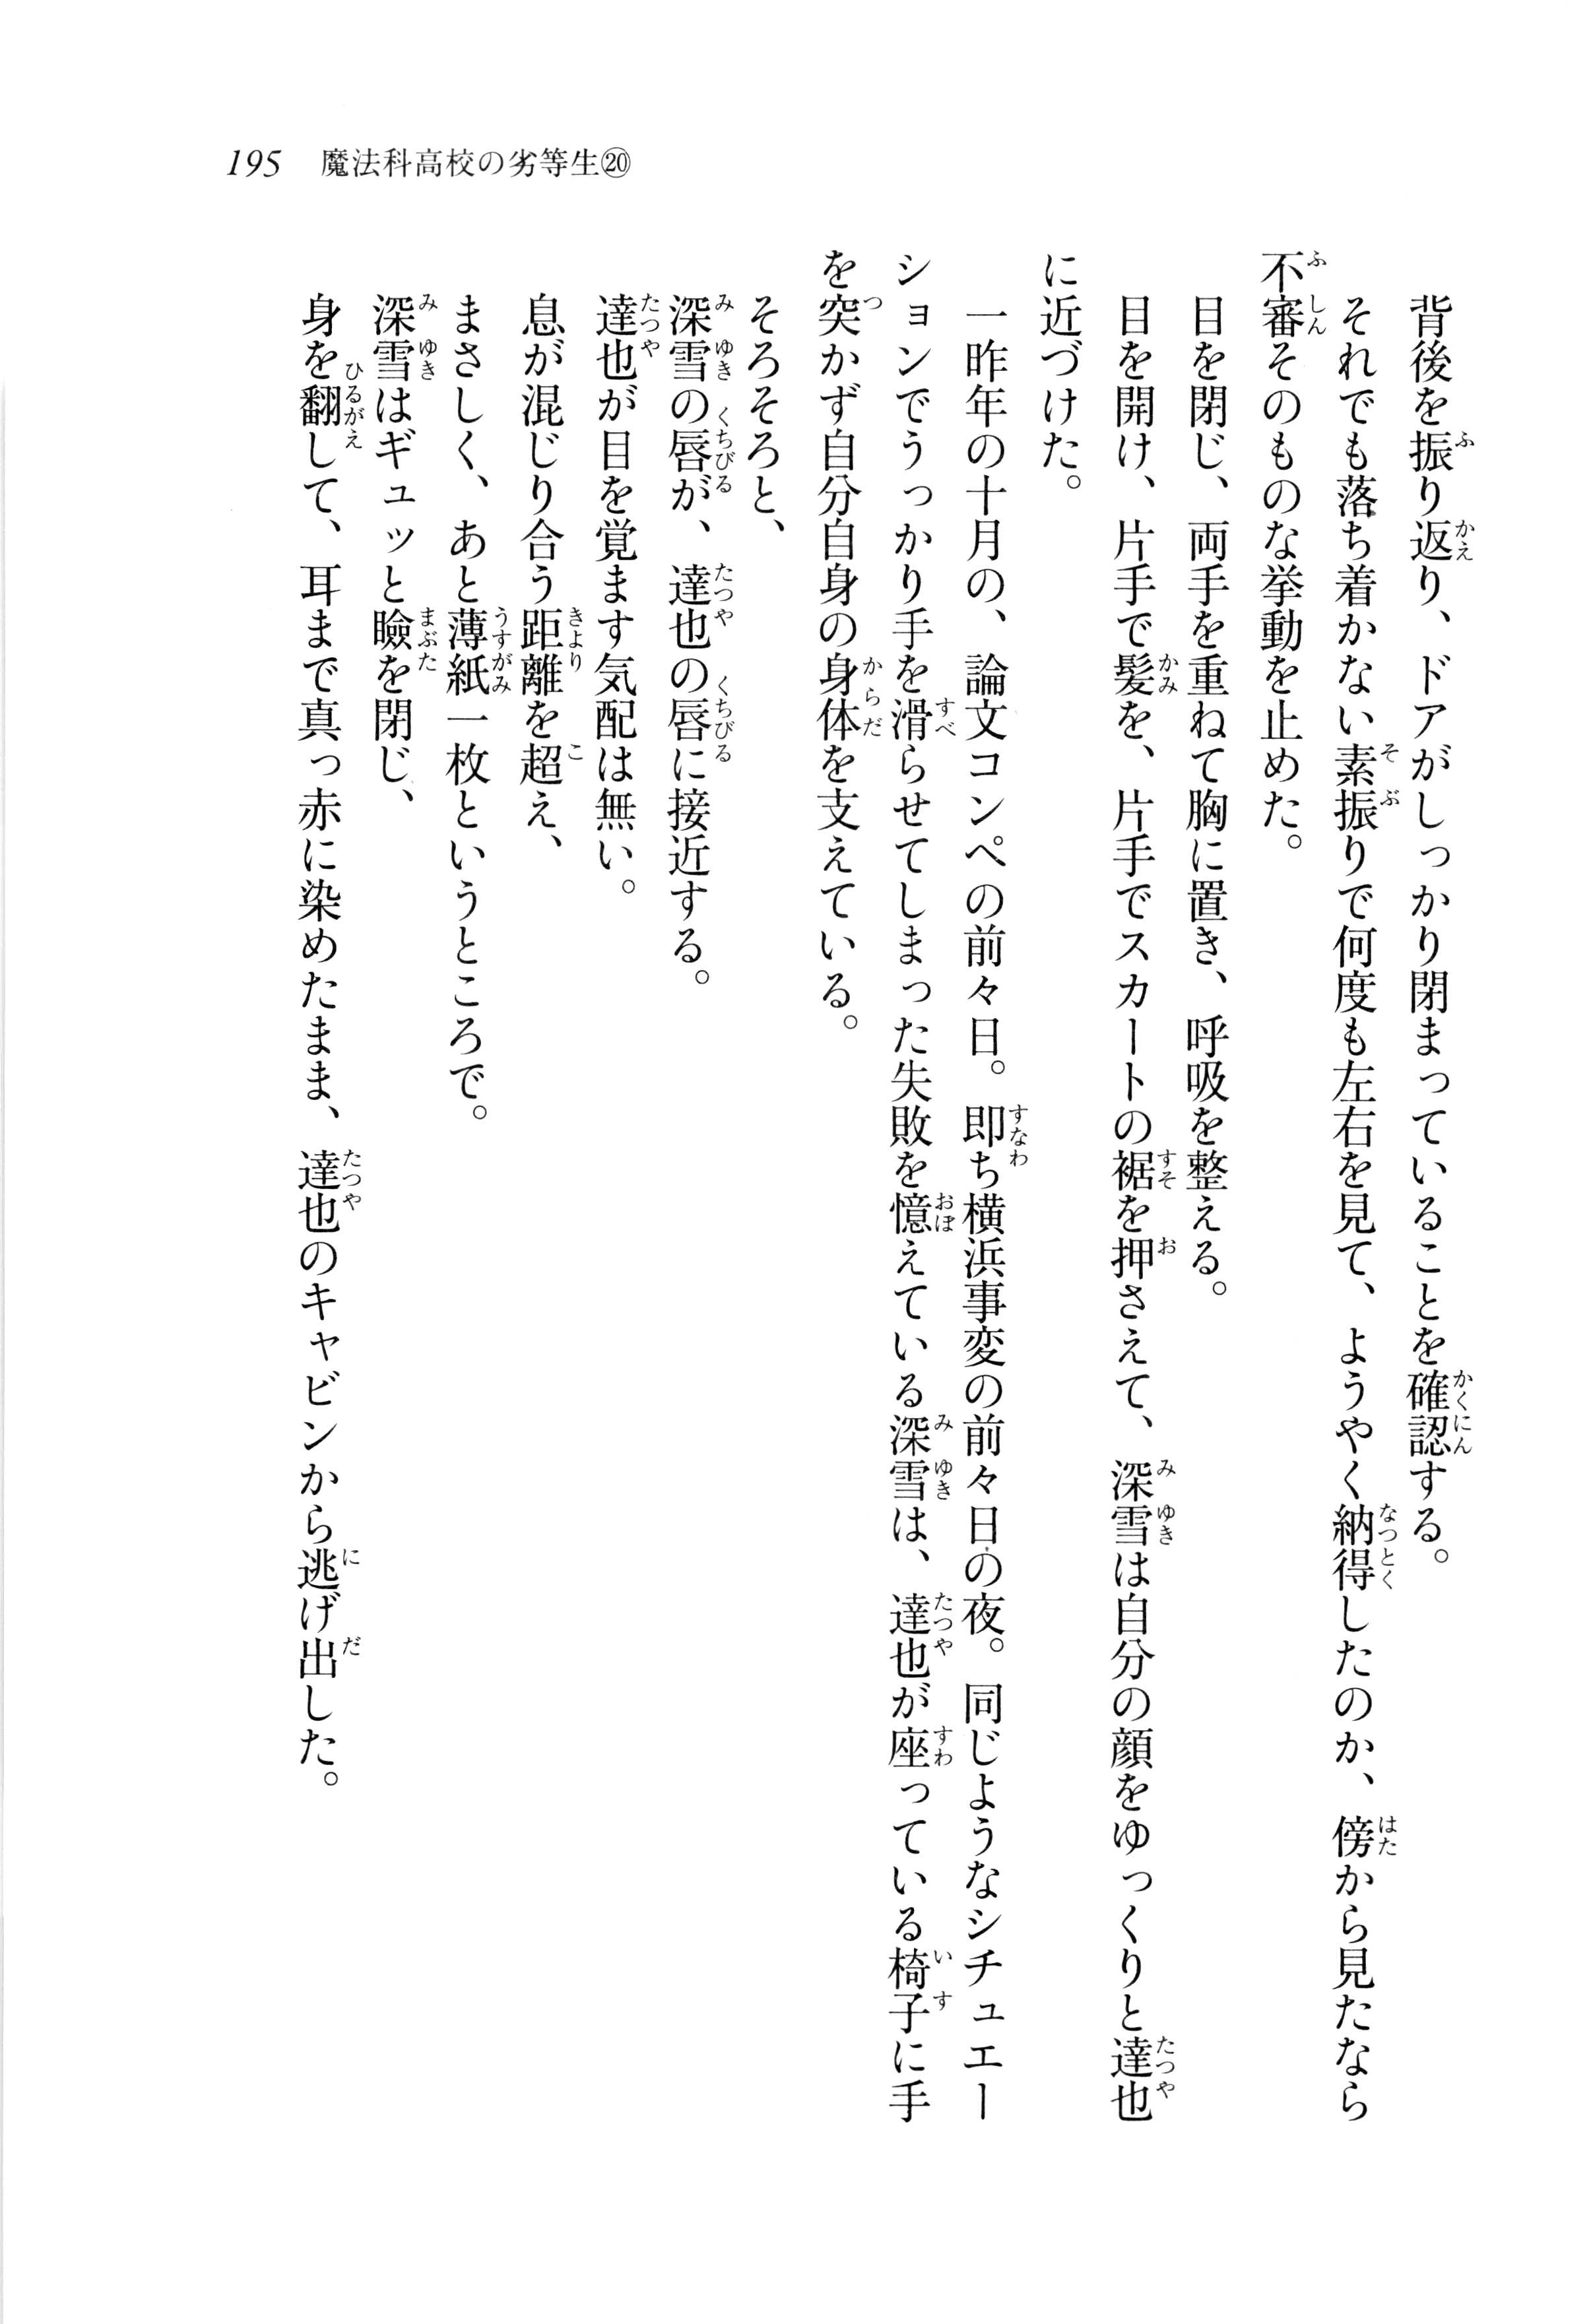 195 魔法科高校の劣等生⑳
背後を振り返り、ドアがしっかり閉まっていることを確認する。
それでも落ち着かない素振りで何度も左右を見て、ようやく納得したのか、傍から見たなら
不審そのものな挙動を止めた。
目を閉じ、両手を重ねて胸に置き、呼吸を整える。
目を開け、片手で髪を、片手でスカートの裾を押さえて、深雪は自分の顔をゆっくりと達也
に近づけた。
一昨年の十月の、論文コンペの前々日。即ち横浜事変の前々日の夜。同じようなシチュエー
ションでうっかり手を滑らせてしまった失敗を憶えている深雪は、達也が座っている椅子に手
を突かず自分自身の身体を支えている。
そろそろと、
深雪の唇が、達也の唇に接近する。
達也が目を覚ます気配は無い。
息が混じり合う距離を超え、
まさしく、あと薄紙一枚というところで。
深雪はギュッと瞼を閉じ、
身を翻して、耳まで真っ赤に染めたまま、達也のキャビンから逃げ出した。